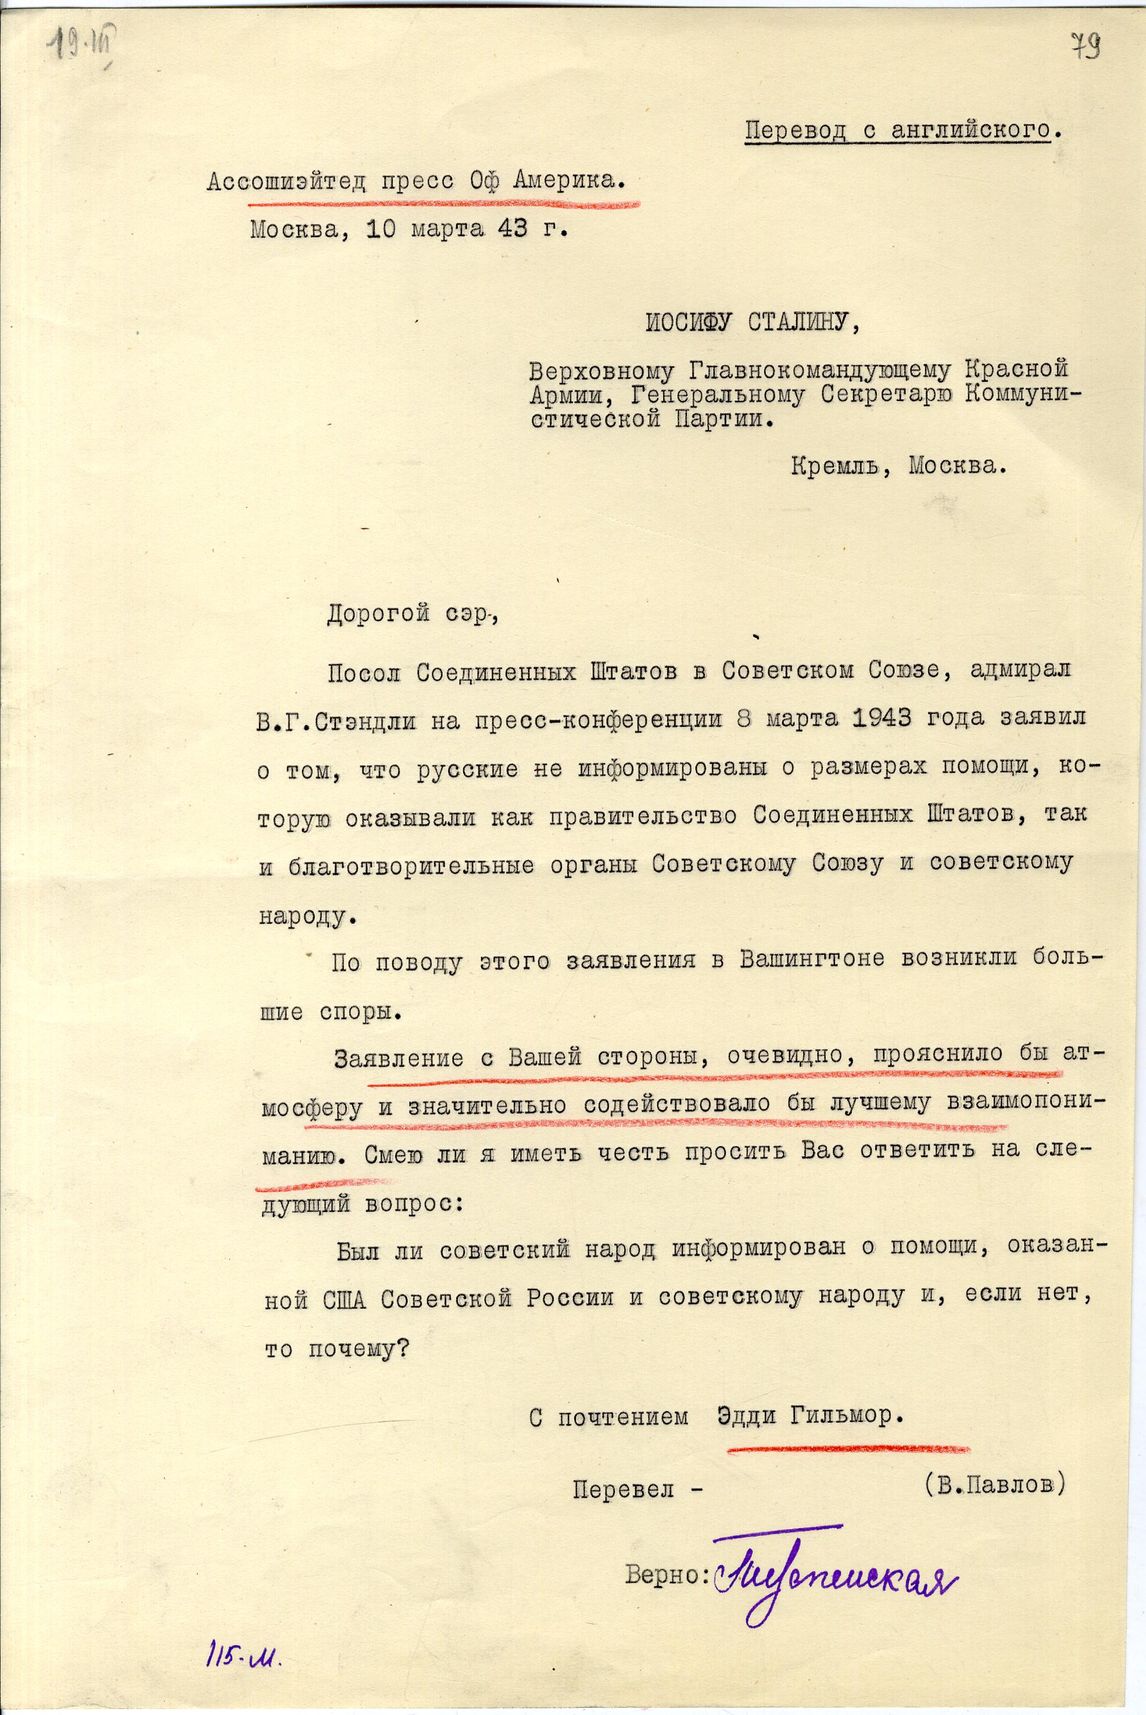 19.III
79
Перевод с английского.
Ассошиэйтед пресс Оф Америка.
Москва, 10 марта 43 г.
ИОСИФУ СТАЛИНУ,
Верховному Главнокомандующему Красной
Армии, Генеральному Секретарю Коммуни-
стической Партии.
Кремль, Москва.
Дорогой сэр,
Посол Соединенных Штатов в Советском Союзе, адмирал
В.Г.Стэндли на пресс-конференции 8 марта 1943 года заявил
о том, что русские не информированы о размерах помощи, ко-
торую оказывали как правительство Соединенных Штатов, так
и благотворительные органы Советскому Союзу и советскому
народу.
По поводу этого заявления в Вашингтоне возникли боль-
шие споры.
Заявление с Вашей стороны, очевидно, прояснило бы ат-
мосферу и значительно содействовало бы лучшему взаимопони-
манию. Смею ли я иметь честь просить Вас ответить на сле-
дующий вопрос:
Был ли советский народ информирован о помощи, оказан-
ной США Советской России и советскому народу и, если нет,
то почему?
С почтением Эдди Гильмор.
Перевел - (В.Павлов)
Верно:
115-м.